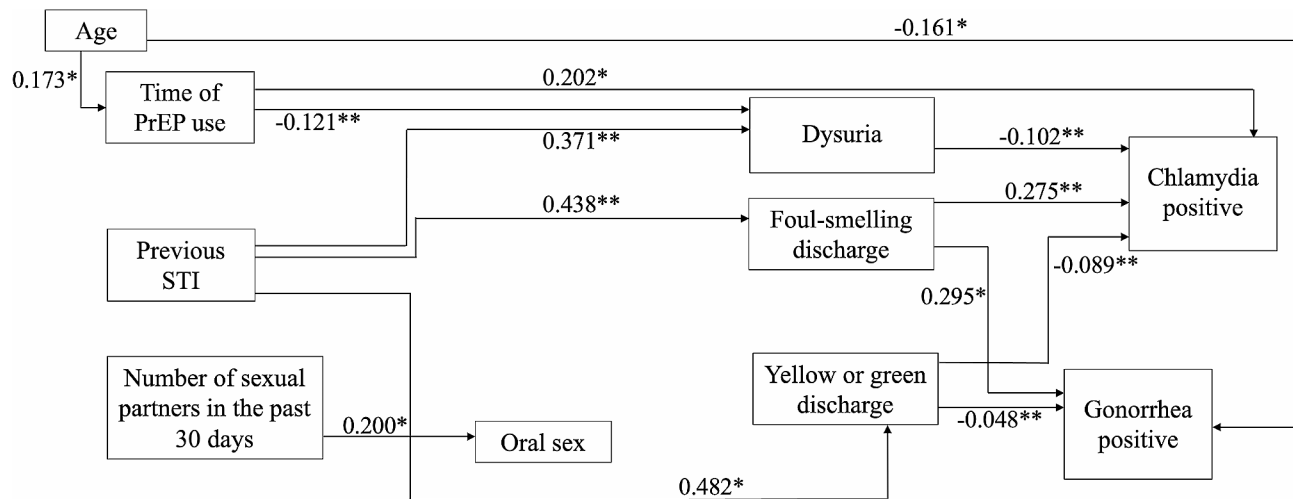 Age
-0.161*
0.173*
Time of
PrEP use
0.202*
-0.121**
0.371**
Dysuria
-0.102**
Chlamydia
positive
0.438**
Foul-smelling
discharge
0.275**
Previous
STI
-0.089**
0.295*
Number of sexual
partners in the past
30 days
0.200*
Oral sex
Yellow or green
discharge
-0.048**
Gonorrhea
positive
0.482*